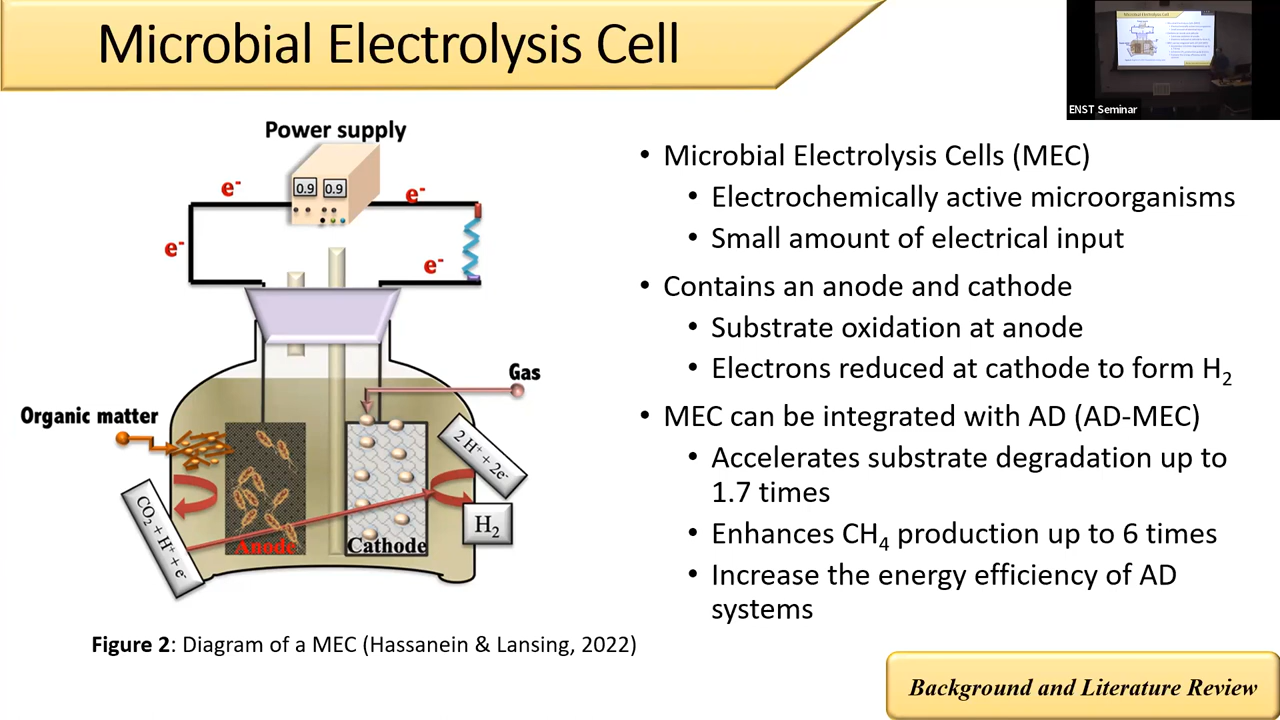 Microbial Electrolysis Cell
ENST Seminar
Power supply
0.9 0.9
e-
e-
e-
e-
Gas
Organic matter
2 H+ + 2e-
CO2 + H+ + e-
H2
Anode
Cathode
Figure 2: Diagram of a MEC (Hassanein & Lansing, 2022)
• Microbial Electrolysis Cells (MEC)
• Electrochemically active microorganisms
• Small amount of electrical input
• Contains an anode and cathode
• Substrate oxidation at anode
• Electrons reduced at cathode to form H2
• MEC can be integrated with AD (AD-MEC)
• Accelerates substrate degradation up to
1.7 times
• Enhances CH4 production up to 6 times
• Increase the energy efficiency of AD
systems
Background and Literature Review